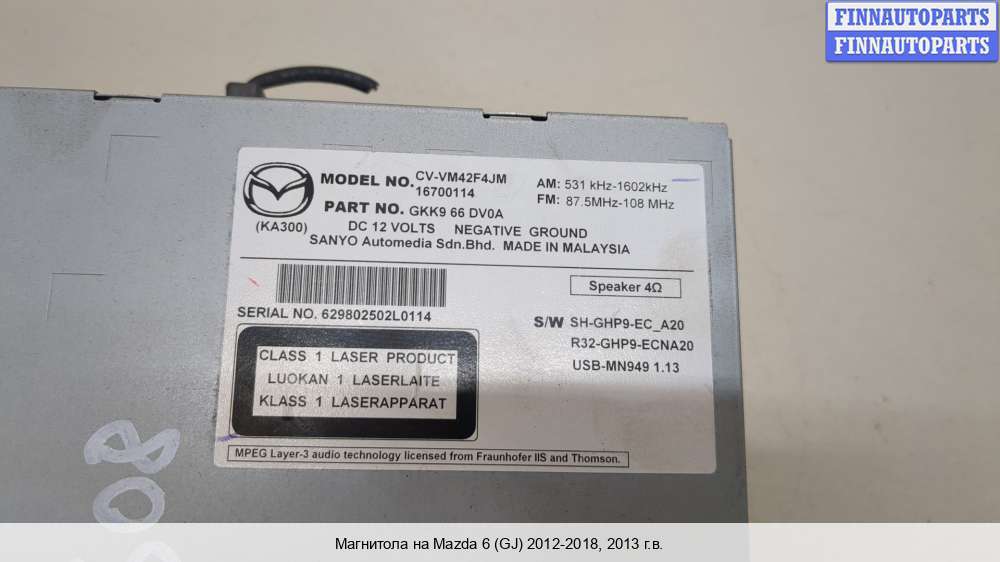 FINNAUTOPARTS
FINNAUTOPARTS
MODEL NO. CV-VM42F4JM
16700114
AM: 531 kHz-1602kHz
FM: 87.5MHz-108 MHz
PART NO. GKK9 66 DV0A
(KA300)
DC 12 VOLTS NEGATIVE GROUND
SANYO Automedia Sdn.Bhd. MADE IN MALAYSIA
Speaker 4Ω
SERIAL NO. 629802502L0114
S/W SH-GHP9-EC_A20
R32-GHP9-ECNA20
USB-MN949 1.13
CLASS 1 LASER PRODUCT
LUOKAN 1 LASERLAITE
KLASS 1 LASERAPPARAT
MPEG Layer-3 audio technology licensed from Fraunhofer IIS and Thomson.
Магнитола на Mazda 6 (GJ) 2012-2018, 2013 г.в.